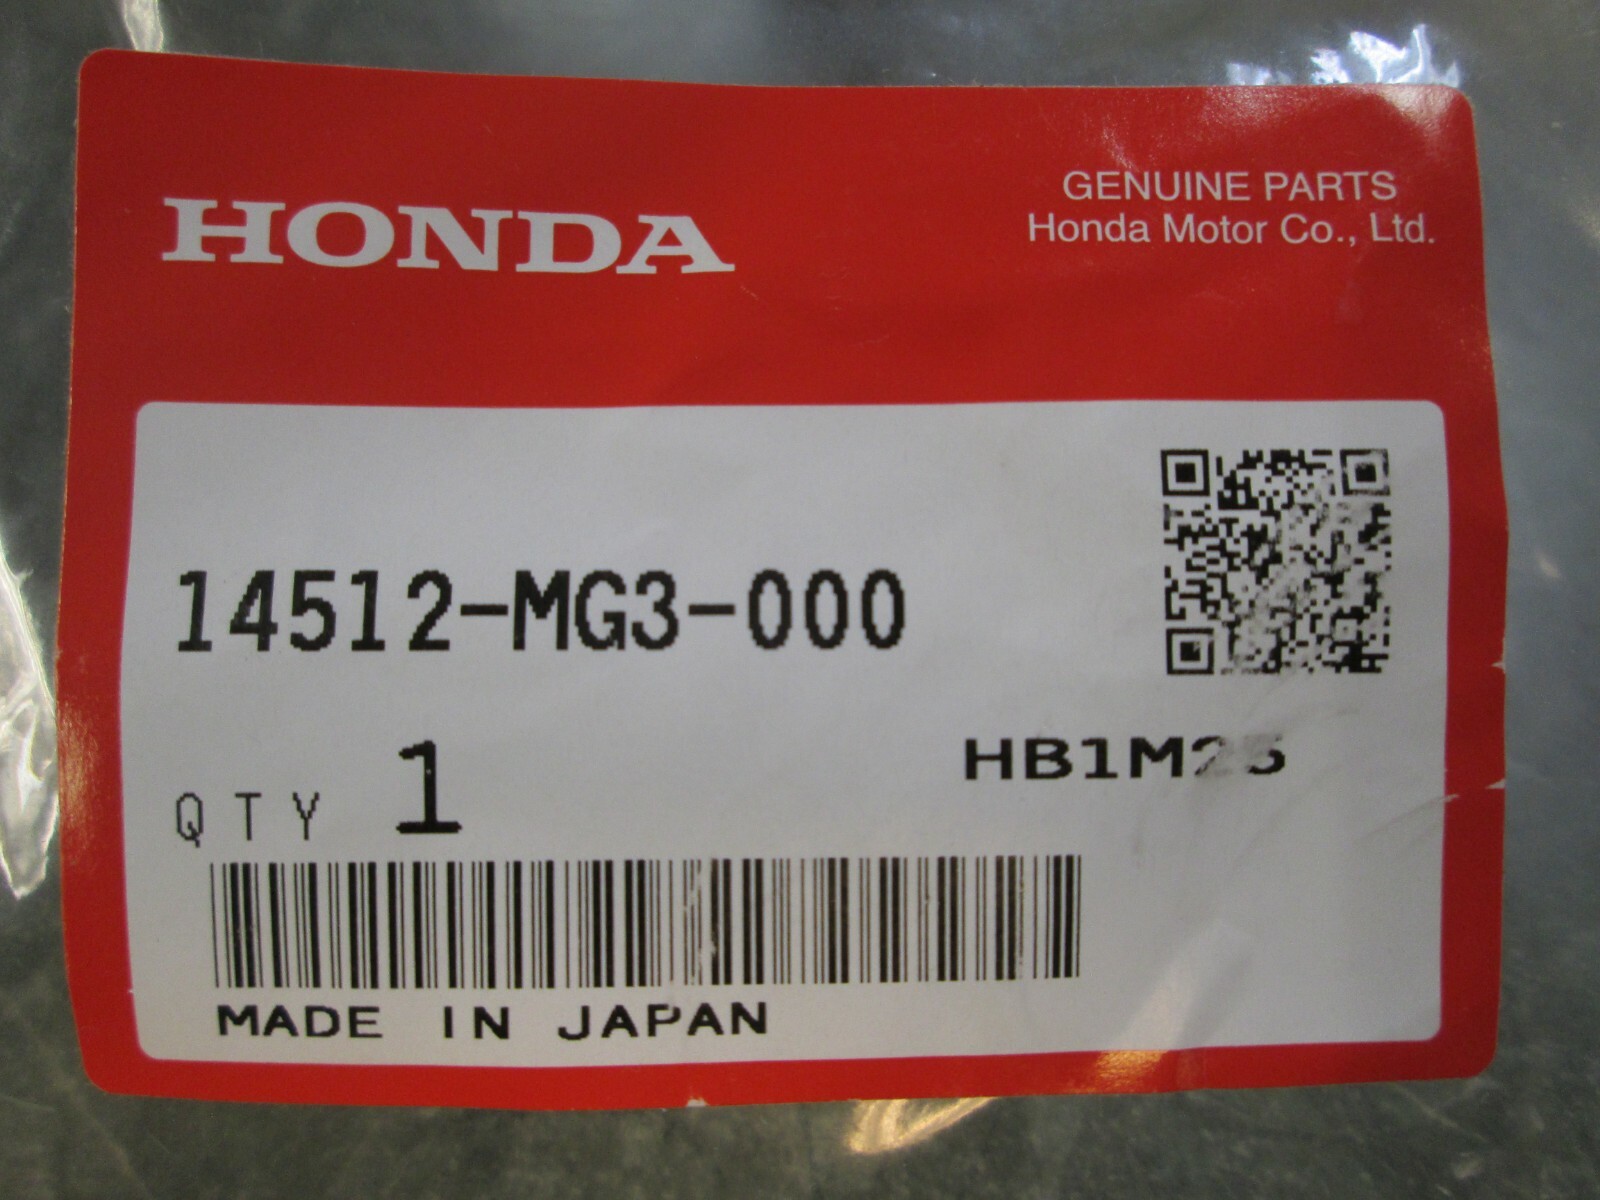 HONDA
GENUINE PARTS
Honda Motor Co., Ltd.
14512-MG3-000
QTY 1
MADE IN JAPAN